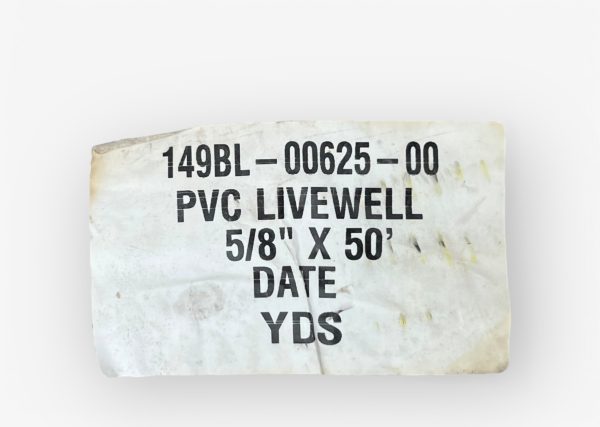 149BL-00625-00
PVC LIVEWELL
5/8" X 50'
DATE
YDS